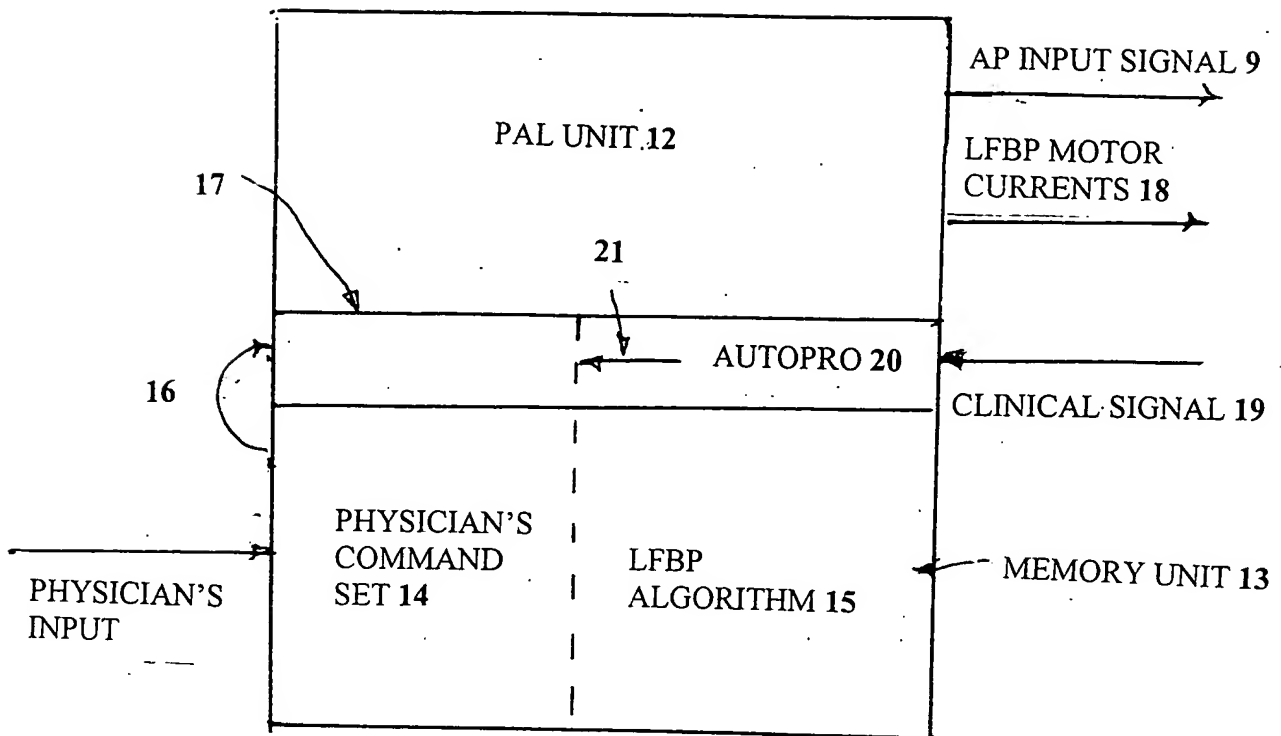 AP INPUT SIGNAL 9
PAL UNIT 12
LFBP MOTOR
CURRENTS 18
17
21
AUTOPRO 20
16
CLINICAL SIGNAL 19
PHYSICIAN'S
COMMAND
SET 14
LFBP
ALGORITHM 15
MEMORY UNIT 13
PHYSICIAN'S
INPUT